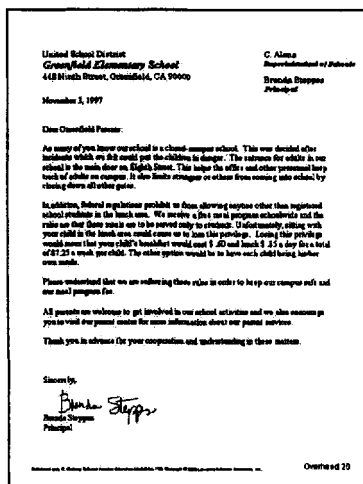 United School District
Greenfield Elementary School
448 Ninth Street, Greenfield, CA 90000
C. Alana
Superintendent of Schools
Brenda Steppes
Principal
November 5, 1997
Dear Greenfield Parents:
As many of you know our school is a closed-campus school. This was decided after
incidents which we felt could put the children in danger. The entrance for adults in our
school is the main door on Eighth Street. This helps the office and other personnel keep
track of adults on campus. It also limits strangers or others from coming into school by
closing down all other gates.
In addition, federal regulations prohibit us from allowing anyone other than registered
school students in the lunch area. We receive a free meal program schoolwide and the
rules are that these meals are to be served only to students. Unfortunately, sitting with
your child in the lunch area could cause us to lose this privilege. Losing this privilege
would mean that your child's breakfast would cost $ .60 and lunch $ .85 a day for a total
of $7.25 a week per child. The other option would be to have each child bring his/her
own meals.
Please understand that we are enforcing these rules in order to keep our campus safe and
our meal program free.
All parents are welcome to get involved in our school activities and we also encourage
you to visit our parent center for more information about our parent services.
Thank you in advance for your cooperation and understanding in these matters.
Sincerely,
Brenda Steppes
Brenda Steppes
Principal
Overhead 20